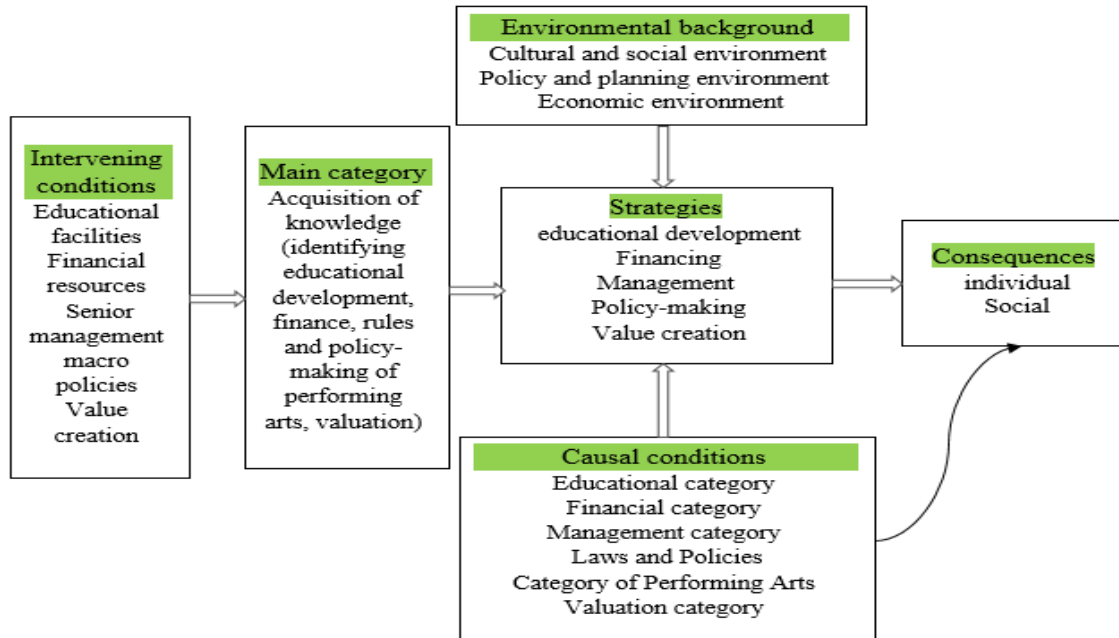 Environmental background
Cultural and social environment
Policy and planning environment
Economic environment
Intervening
conditions
Educational
facilities
Financial
resources
Senior
management
macro
policies
Value
creation
Main category
Acquisition of
knowledge
(identifying
educational
development,
finance, rules
and policy-
making of
performing
arts, valuation)
Strategies
educational development
Financing
Management
Policy-making
Value creation
Consequences
individual
Social
Causal conditions
Educational category
Financial category
Management category
Laws and Policies
Category of Performing Arts
Valuation category